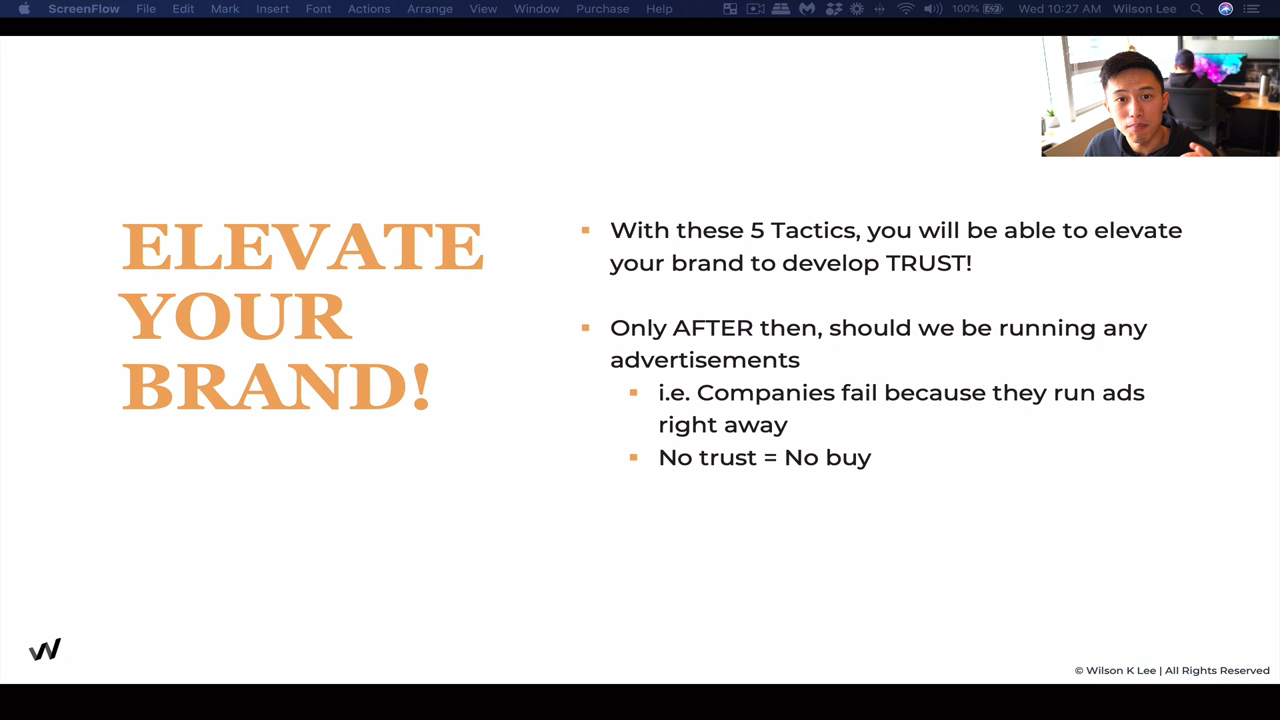 ScreenFlow File Edit Mark Insert Font Actions Arrange View Window Purchase Help 100% Wed 10:27 AM Wilson Lee
ELEVATE
YOUR
BRAND!
With these 5 Tactics, you will be able to elevate
your brand to develop TRUST!
Only AFTER then, should we be running any
advertisements
i.e. Companies fail because they run ads
right away
No trust = No buy
W
© Wilson K Lee | All Rights Reserved